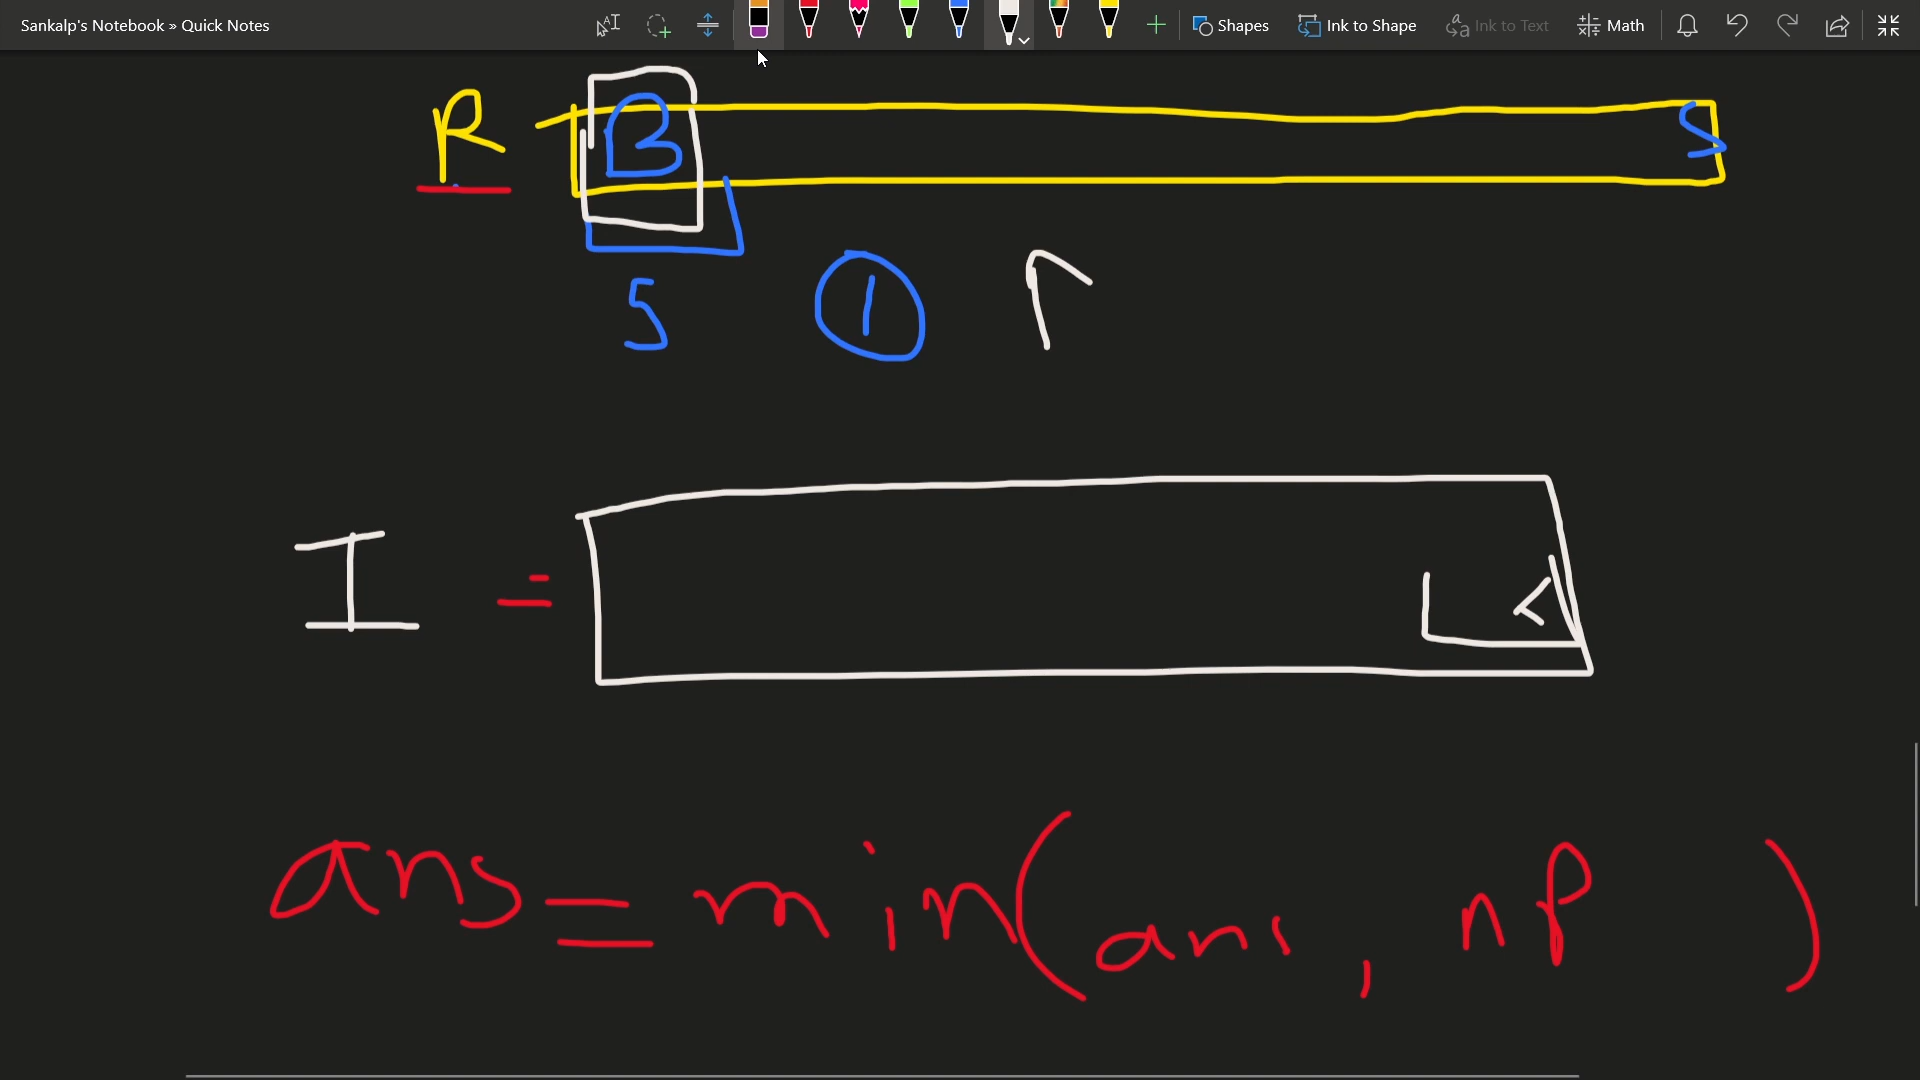 Sankalp's Notebook » Quick Notes Shapes Ink to Shape Ink to Text Math
R B S
5 1
I =
ans = min(ans, np )